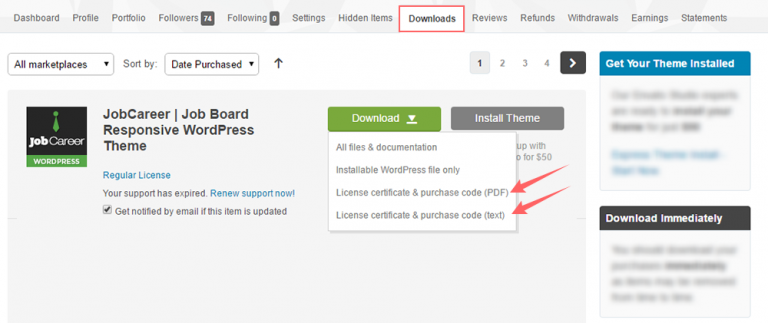 Dashboard Profile Portfolio Followers 74 Following 0 Settings Hidden Items Downloads Reviews Refunds Withdrawals Earnings Statements
All marketplaces Sort by: Date Purchased 1 2 3 4
Get Your Theme Installed
JobCareer | Job Board
Responsive WordPress
Theme
Download
Install Theme
JobCareer
WORDPRESS
All files & documentation
up with
Installable WordPress file only
o for $50
Regular License
License certificate & purchase code (PDF)
Your support has expired. Renew support now!
Get notified by email if this item is updated
License certificate & purchase code (text)
Download Immediately